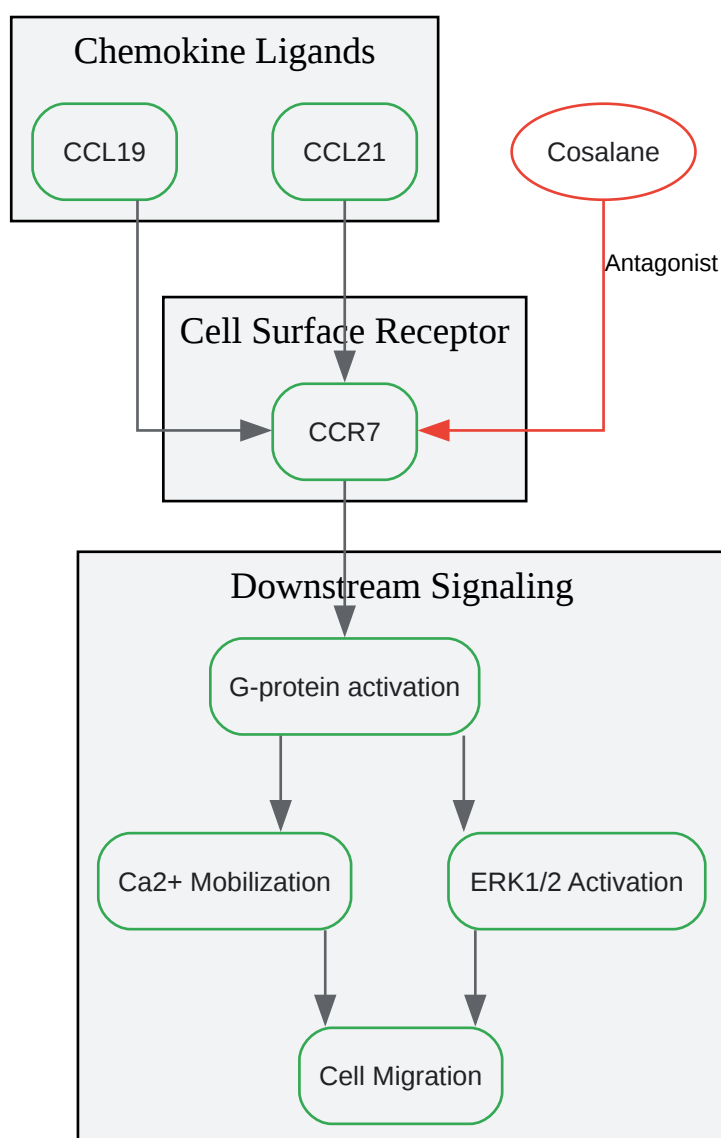 Chemokine Ligands
CCL19
CCL21
Cosalane
Antagonist
Cell Surface Receptor
CCR7
Downstream Signaling
G-protein activation
Ca2+ Mobilization
ERK1/2 Activation
Cell Migration